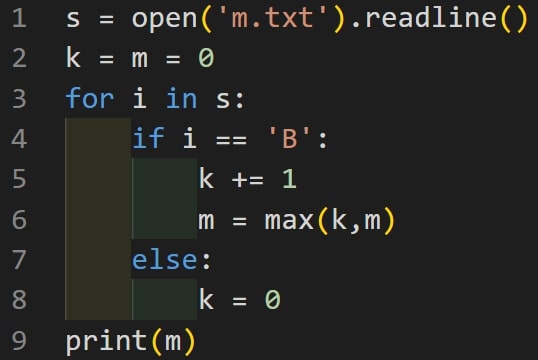 1 s = open('m.txt').readline()
2 k = m = 0
3 for i in s:
4     if i == 'B':
5         k += 1
6         m = max(k,m)
7     else:
8         k = 0
9 print(m)